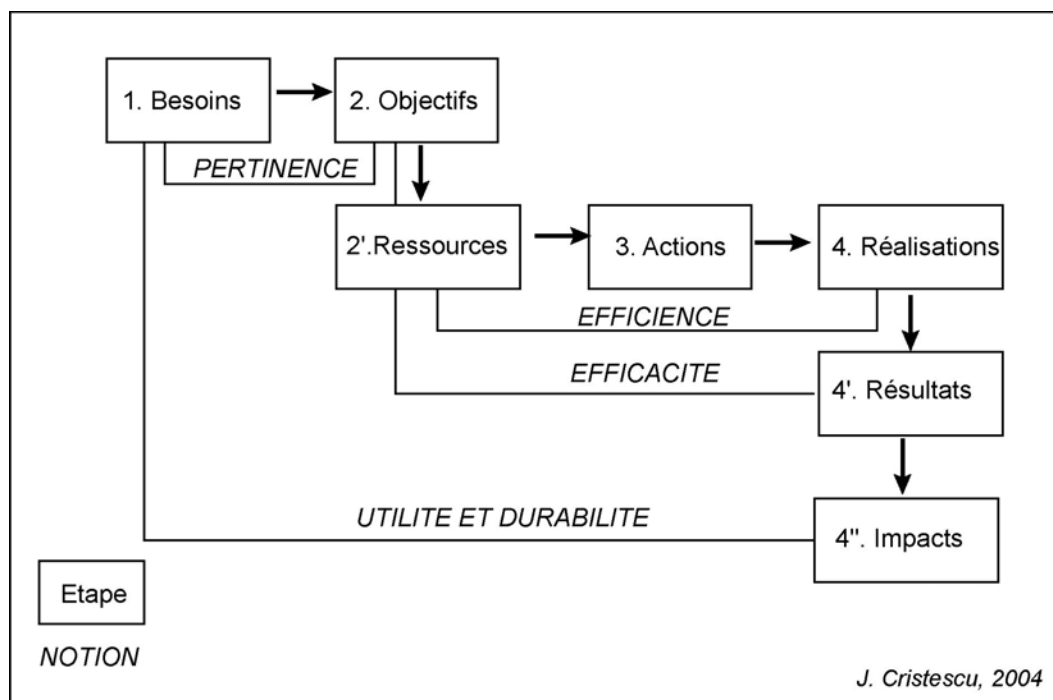 1. Besoins
2. Objectifs
PERTINENCE
2'.Ressources
3. Actions
4. Réalisations
EFFICIENCE
EFFICACITE
4'. Résultats
UTILITE ET DURABILITE
4". Impacts
Etape
NOTION
J. Cristescu, 2004